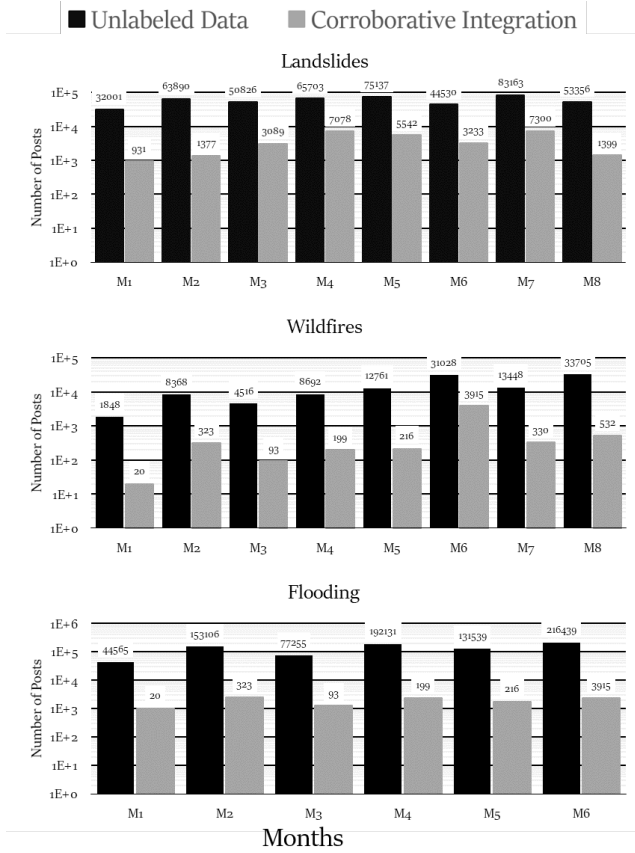 Unlabeled Data Corroborative Integration
Landslides
Number of Posts
1E+5
1E+4
1E+3
1E+2
1E+1
1E+0
32001 931 63890 1377 50826 3089 65703 7078 75137 5542 44530 3233 83163 7300 53356 1399
M1 M2 M3 M4 M5 M6 M7 M8
Wildfires
Number of Posts
1E+5
1E+4
1E+3
1E+2
1E+1
1E+0
1848 20 8368 323 4516 93 8692 199 12761 216 31028 3915 13448 330 33705 532
M1 M2 M3 M4 M5 M6 M7 M8
Flooding
Number of Posts
1E+6
1E+5
1E+4
1E+3
1E+2
1E+1
1E+0
44565 20 153106 323 77255 93 192131 199 131539 216 216439 3915
M1 M2 M3 M4 M5 M6
Months